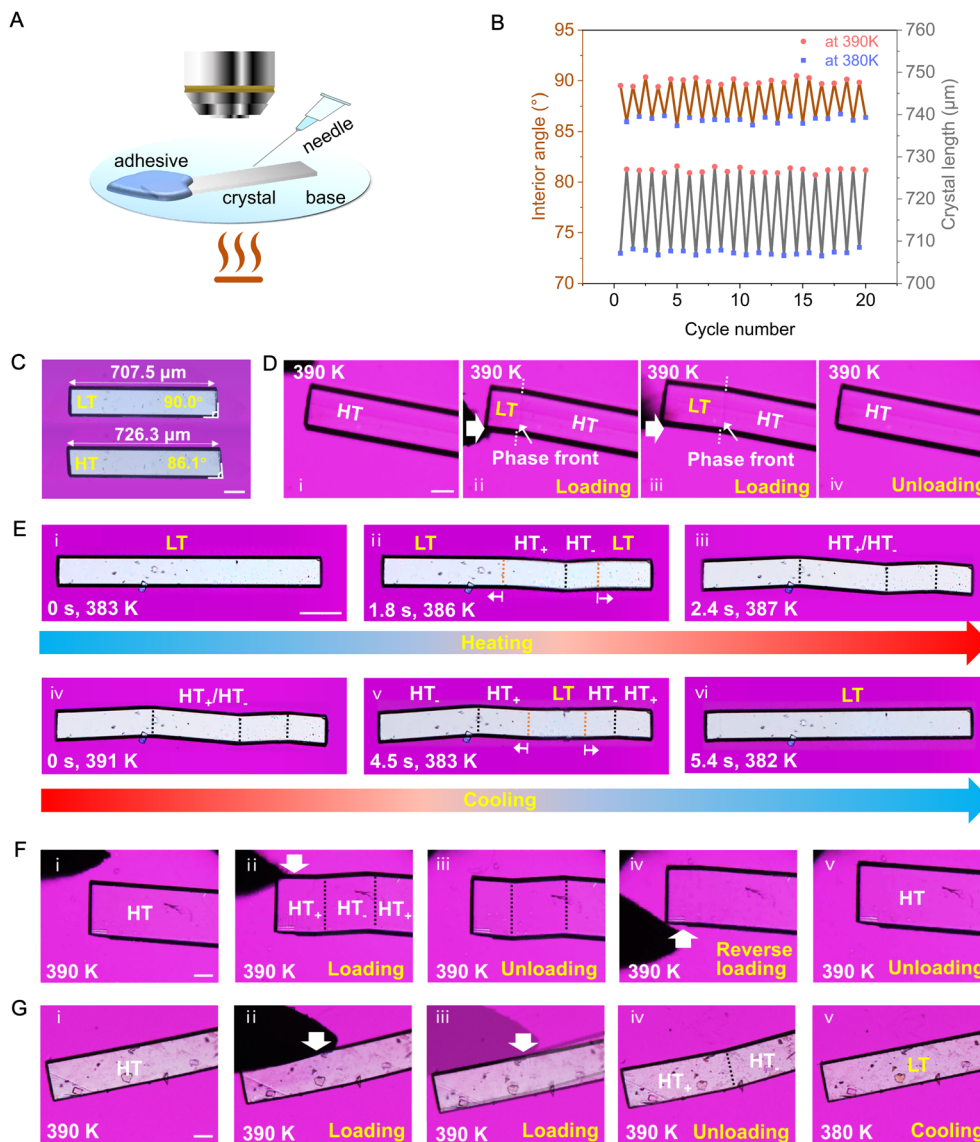 A
adhesive
needle
crystal
base
B
95
90
85
80
75
70
Interior angle (°)
at 390K
at 380K
760
750
740
730
720
710
700
Crystal length (μm)
0
5
10
15
20
Cycle number
C
707.5 μm
LT
90.0°
726.3 μm
HT
86.1°
D
390 K
HT
i
390 K
LT
HT
Phase front
ii
Loading
390 K
LT
HT
Phase front
iii
Loading
HT
iv
Unloading
E
i
LT
0 s, 383 K
ii
LT
HT+
HT-
LT
1.8 s, 386 K
iii
HT+/HT-
2.4 s, 387 K
Heating
iv
HT+/HT-
0 s, 391 K
v
HT-
HT+
LT
HT-
HT+
4.5 s, 383 K
vi
LT
5.4 s, 382 K
Cooling
F
i
HT
390 K
ii
HT+
HT-
HT+
390 K
Loading
iii
390 K
Unloading
iv
390 K
Reverse
loading
v
HT
390 K
Unloading
G
i
HT
390 K
ii
390 K
Loading
iii
390 K
Loading
iv
HT+
HT-
390 K
Unloading
v
LT
380 K
Cooling